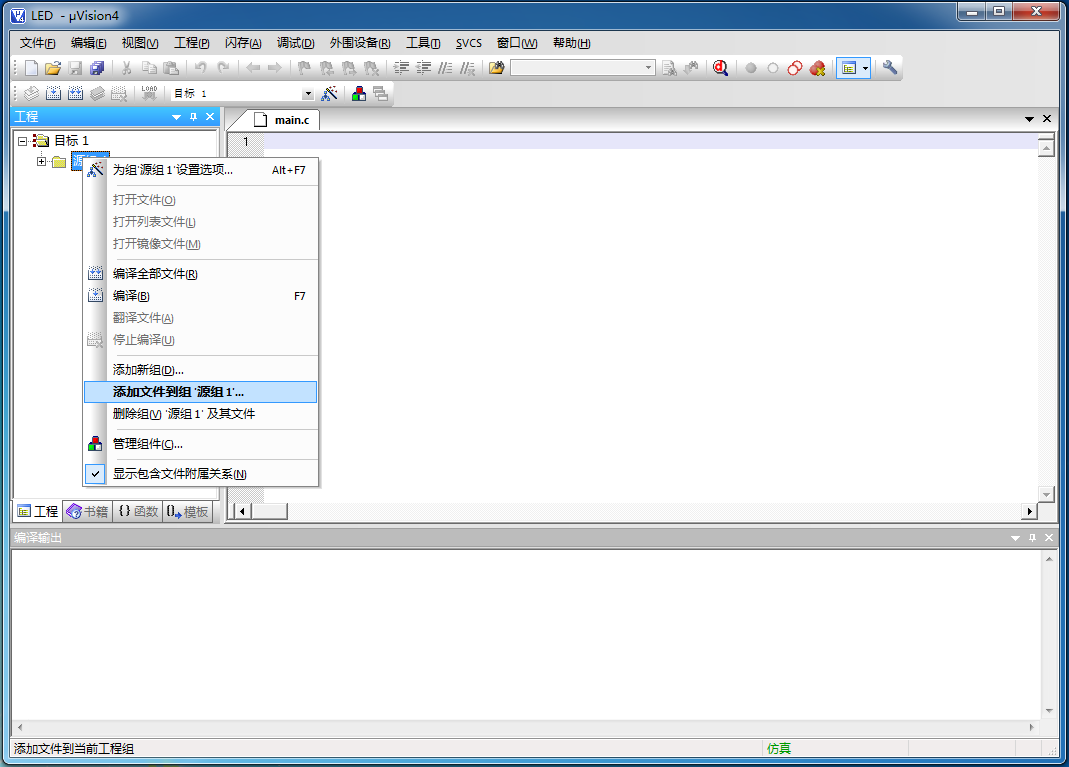 LED - µVision4
文件(F) 编辑(E) 视图(V) 工程(P) 闪存(A) 调试(D) 外围设备(R) 工具(T) SVCS 窗口(W) 帮助(H)
LOAD 目标 1
工程
main.c
目标 1
1
源组
为组'源组 1'设置选项... Alt+F7
打开文件(O)
打开列表文件(L)
打开镜像文件(M)
编译全部文件(R)
编译(B) F7
翻译文件(A)
停止编译(U)
添加新组(D)...
添加文件到组 '源组 1'...
删除组(V) '源组 1' 及其文件
管理组件(C)...
显示包含文件附属关系(N)
工程 书籍 {} 函数 模板
编译输出
添加文件到当前工程组 仿真